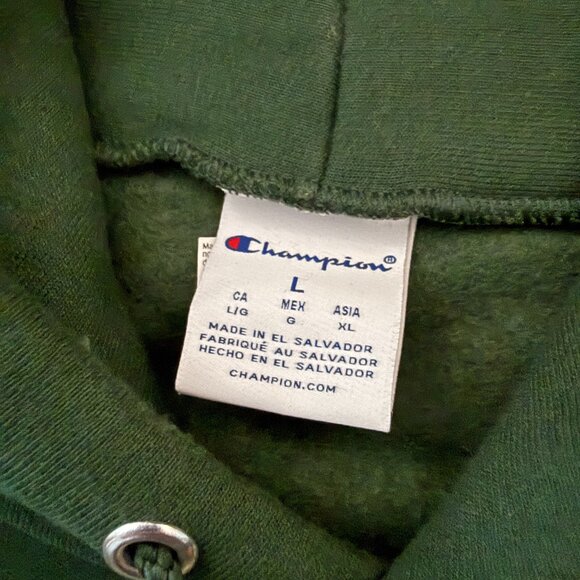 Champion®
L
CA MEX ASIA
L/G G XL
MADE IN EL SALVADOR
FABRIQUÉ AU SALVADOR
HECHO EN EL SALVADOR
CHAMPION.COM